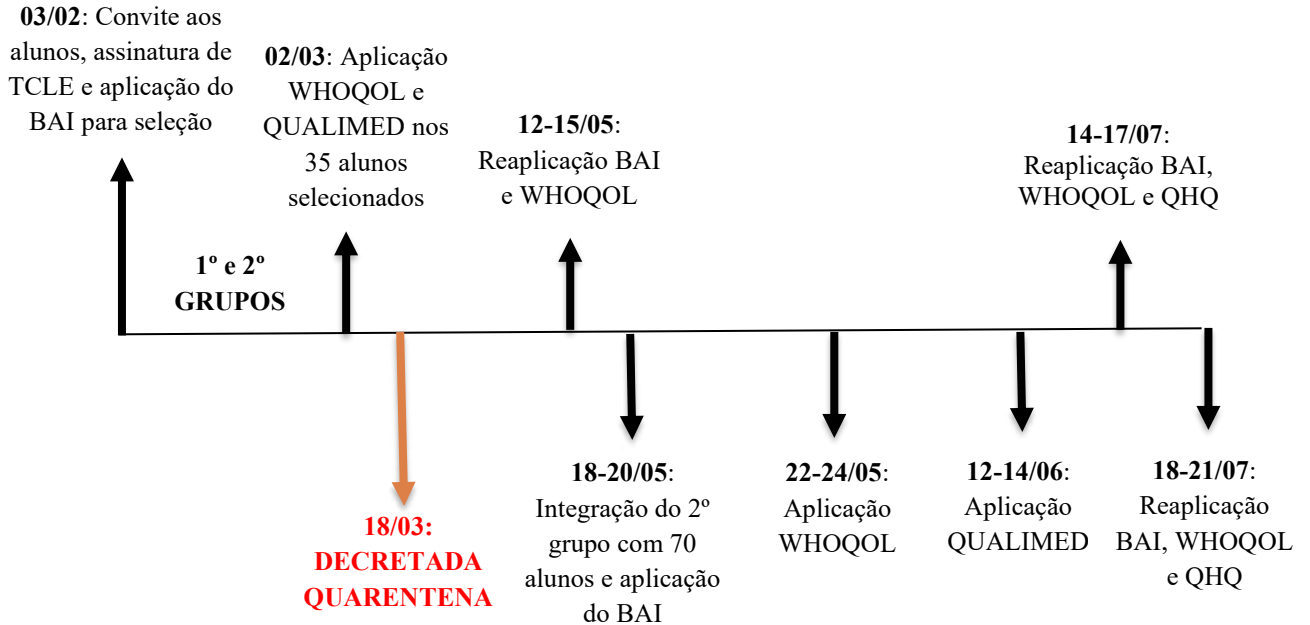 03/02: Convite aos
alunos, assinatura de
TCLE e aplicação do
BAI para seleção
02/03: Aplicação
WHOQOL e
QUALIMED nos
35 alunos
selecionados
12-15/05:
Reaplicação BAI
e WHOQOL
14-17/07:
Reaplicação BAI,
WHOQOL e QHQ
1º e 2º
GRUPOS
18/03:
DECRETADA
QUARENTENA
18-20/05:
Integração do 2º
grupo com 70
alunos e aplicação
do BAI
22-24/05:
Aplicação
WHOQOL
12-14/06:
Aplicação
QUALIMED
18-21/07:
Reaplicação
BAI, WHOQOL
e QHQ